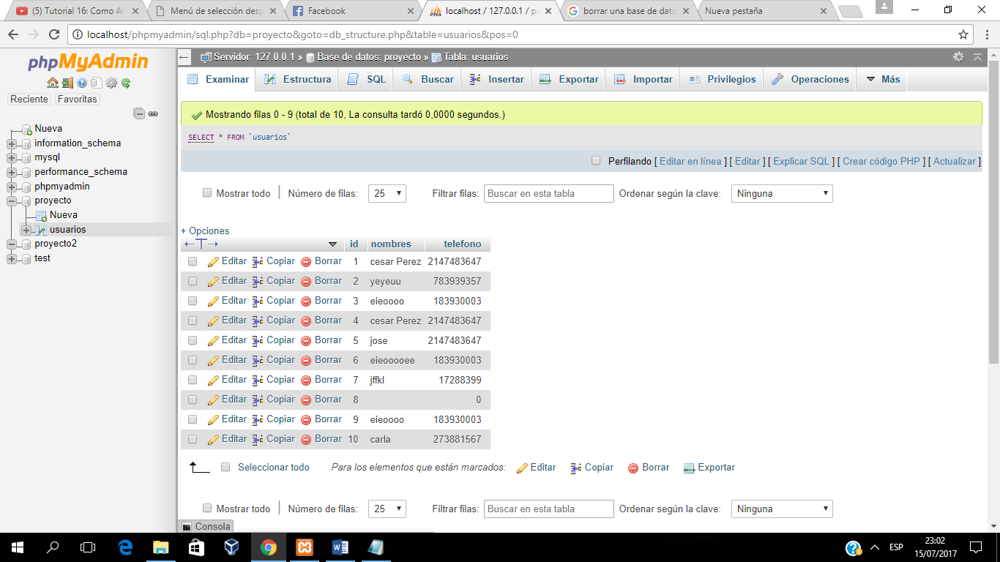 (5) Tutorial 16: Como An
Menú de selección desp
Facebook
localhost / 127.0.0.1 / pr
borrar una base de dato
Nueva pestaña
localhost/phpmyadmin/sql.php?db=proyecto&goto=db_structure.php&table=usuarios&pos=0
phpMyAdmin
Reciente Favoritas
Nueva
information_schema
mysql
performance_schema
phpmyadmin
proyecto
Nueva
usuarios
proyecto2
test
Servidor: 127.0.0.1 » Base de datos: proyecto » Tabla: usuarios
Examinar Estructura SQL Buscar Insertar Exportar Importar Privilegios Operaciones Más
Mostrando filas 0 - 9 (total de 10, La consulta tardó 0,0000 segundos.)
SELECT * FROM `usuarios`
Perfilando [ Editar en línea ] [ Editar ] [ Explicar SQL ] [ Crear código PHP ] [ Actualizar ]
Mostrar todo | Número de filas: 25 Filtrar filas: Buscar en esta tabla Ordenar según la clave: Ninguna
+ Opciones
←T→ id nombres telefono
Editar Copiar Borrar 1 cesar Perez 2147483647
Editar Copiar Borrar 2 yeyeuu 783939357
Editar Copiar Borrar 3 eieoooo 183930003
Editar Copiar Borrar 4 cesar Perez 2147483647
Editar Copiar Borrar 5 jose 2147483647
Editar Copiar Borrar 6 eieooooee 183930003
Editar Copiar Borrar 7 jffkl 17288399
Editar Copiar Borrar 8 0
Editar Copiar Borrar 9 eieoooo 183930003
Editar Copiar Borrar 10 carla 273881567
Seleccionar todo Para los elementos que están marcados: Editar Copiar Borrar Exportar
Mostrar todo | Número de filas: 25 Filtrar filas: Buscar en esta tabla Ordenar según la clave: Ninguna
Consola
ESP
23:02
15/07/2017